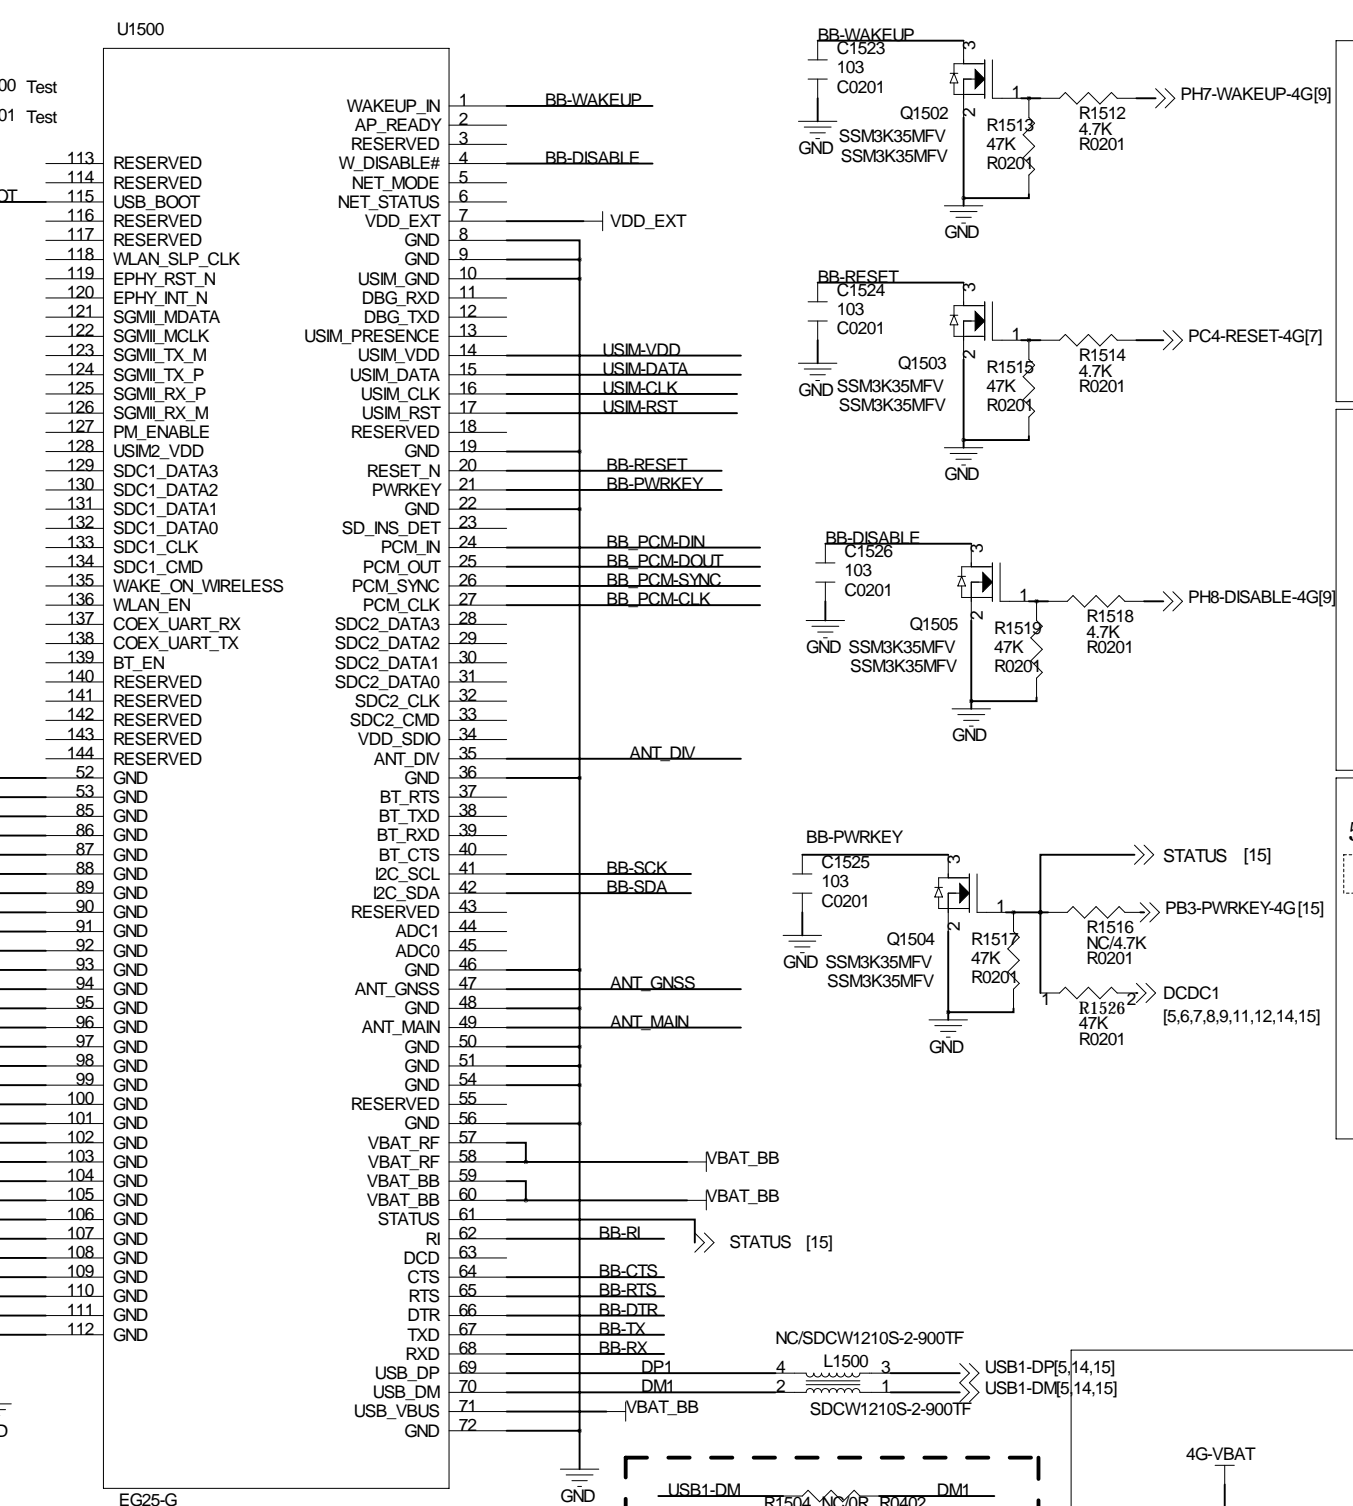 U1500
00 Test
01 Test
113 RESERVED
114 RESERVED
OT 115 USB_BOOT
116 RESERVED
117 RESERVED
118 WLAN_SLP_CLK
119 EPHY_RST_N
120 EPHY_INT_N
121 SGMII_MDATA
122 SGMII_MCLK
123 SGMII_TX_M
124 SGMII_TX_P
125 SGMII_RX_P
126 SGMII_RX_M
127 PM_ENABLE
128 USIM2_VDD
129 SDC1_DATA3
130 SDC1_DATA2
131 SDC1_DATA1
132 SDC1_DATA0
133 SDC1_CLK
134 SDC1_CMD
135 WAKE_ON_WIRELESS
136 WLAN_EN
137 COEX_UART_RX
138 COEX_UART_TX
139 BT_EN
140 RESERVED
141 RESERVED
142 RESERVED
143 RESERVED
144 RESERVED
52 GND
53 GND
85 GND
86 GND
87 GND
88 GND
89 GND
90 GND
91 GND
92 GND
93 GND
94 GND
95 GND
96 GND
97 GND
98 GND
99 GND
100 GND
101 GND
102 GND
103 GND
104 GND
105 GND
106 GND
107 GND
108 GND
109 GND
110 GND
111 GND
112 GND
WAKEUP_IN 1 BB-WAKEUP
AP_READY 2
RESERVED 3
W_DISABLE# 4 BB-DISABLE
NET_MODE 5
NET_STATUS 6
VDD_EXT 7 VDD_EXT
GND 8
GND 9
USIM_GND 10
DBG_RXD 11
DBG_TXD 12
USIM_PRESENCE 13
USIM_VDD 14 USIM-VDD
USIM_DATA 15 USIM-DATA
USIM_CLK 16 USIM-CLK
USIM_RST 17 USIM-RST
RESERVED 18
GND 19
RESET_N 20 BB-RESET
PWRKEY 21 BB-PWRKEY
GND 22
SD_INS_DET 23
PCM_IN 24 BB_PCM-DIN
PCM_OUT 25 BB_PCM-DOUT
PCM_SYNC 26 BB_PCM-SYNC
PCM_CLK 27 BB_PCM-CLK
SDC2_DATA3 28
SDC2_DATA2 29
SDC2_DATA1 30
SDC2_DATA0 31
SDC2_CLK 32
SDC2_CMD 33
VDD_SDIO 34
ANT_DIV 35 ANT_DIV
GND 36
BT_RTS 37
BT_TXD 38
BT_RXD 39
BT_CTS 40
I2C_SCL 41 BB-SCK
I2C_SDA 42 BB-SDA
RESERVED 43
ADC1 44
ADC0 45
GND 46
ANT_GNSS 47 ANT_GNSS
GND 48
ANT_MAIN 49 ANT_MAIN
GND 50
GND 51
GND 54
RESERVED 55
GND 56
VBAT_RF 57
VBAT_RF 58 VBAT_BB
VBAT_BB 59
VBAT_BB 60 VBAT_BB
STATUS 61
RI 62 BB-RI STATUS [15]
DCD 63
CTS 64 BB-CTS
RTS 65 BB-RTS
DTR 66 BB-DTR
TXD 67 BB-TX
RXD 68 BB-RX
USB_DP 69 DP1
USB_DM 70 DM1
USB_VBUS 71 VBAT_BB
GND 72
GND
EG25-G
BB-WAKEUP
C1523
103
C0201
GND
3
Q1502
2
SSM3K35MFV
SSM3K35MFV
1
R1513
47K
R0201
R1512
4.7K
R0201
PH7-WAKEUP-4G[9]
GND
BB-RESET
C1524
103
C0201
GND
3
Q1503
2
SSM3K35MFV
SSM3K35MFV
1
R1515
47K
R0201
R1514
4.7K
R0201
PC4-RESET-4G[7]
GND
BB-DISABLE
C1526
103
C0201
GND
3
Q1505
2
SSM3K35MFV
SSM3K35MFV
1
R1519
47K
R0201
R1518
4.7K
R0201
PH8-DISABLE-4G[9]
GND
BB-PWRKEY
C1525
103
C0201
GND
3
Q1504
2
SSM3K35MFV
SSM3K35MFV
1
R1517
47K
R0201
STATUS [15]
R1516
NC/4.7K
R0201
PB3-PWRKEY-4G[15]
1 2
R1526
47K
R0201
DCDC1
[5,6,7,8,9,11,12,14,15]
GND
NC/SDCW1210S-2-900TF
4 L1500 3 USB1-DP[5,14,15]
2 1 USB1-DM[5,14,15]
SDCW1210S-2-900TF
USB1-DM DM1
R1504 NC/0R R0402
4G-VBAT